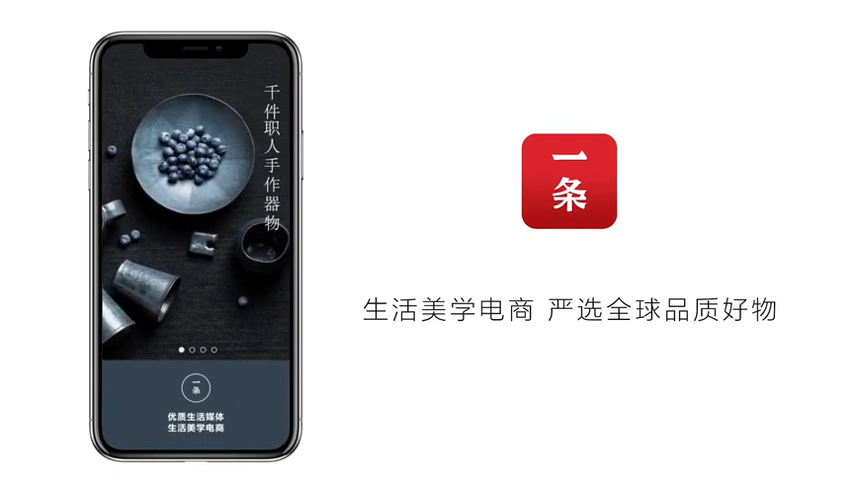 千件职人手作器物
一条
优质生活媒体
生活美学电商
一条
生活美学电商 严选全球品质好物